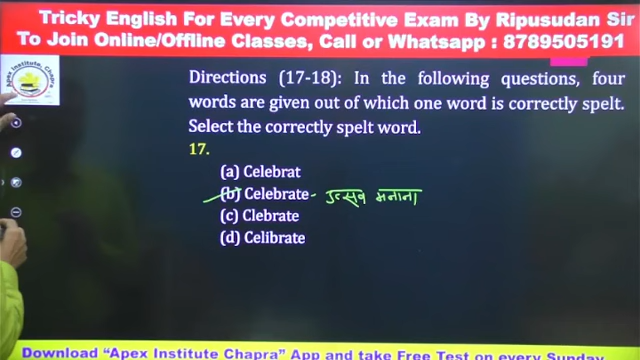 Tricky English For Every Competitive Exam By Ripusudan Sir
To Join Online/Offline Classes, Call or Whatsapp : 8789505191
Apex Institute, Chapra
Directions (17-18): In the following questions, four
words are given out of which one word is correctly spelt.
Select the correctly spelt word.
17.
(a) Celebrat
(b) Celebrate - उत्सव मनाना
(c) Clebrate
(d) Celibrate
Download “Apex Institute Chapra” App and take Free Test on every Sunday